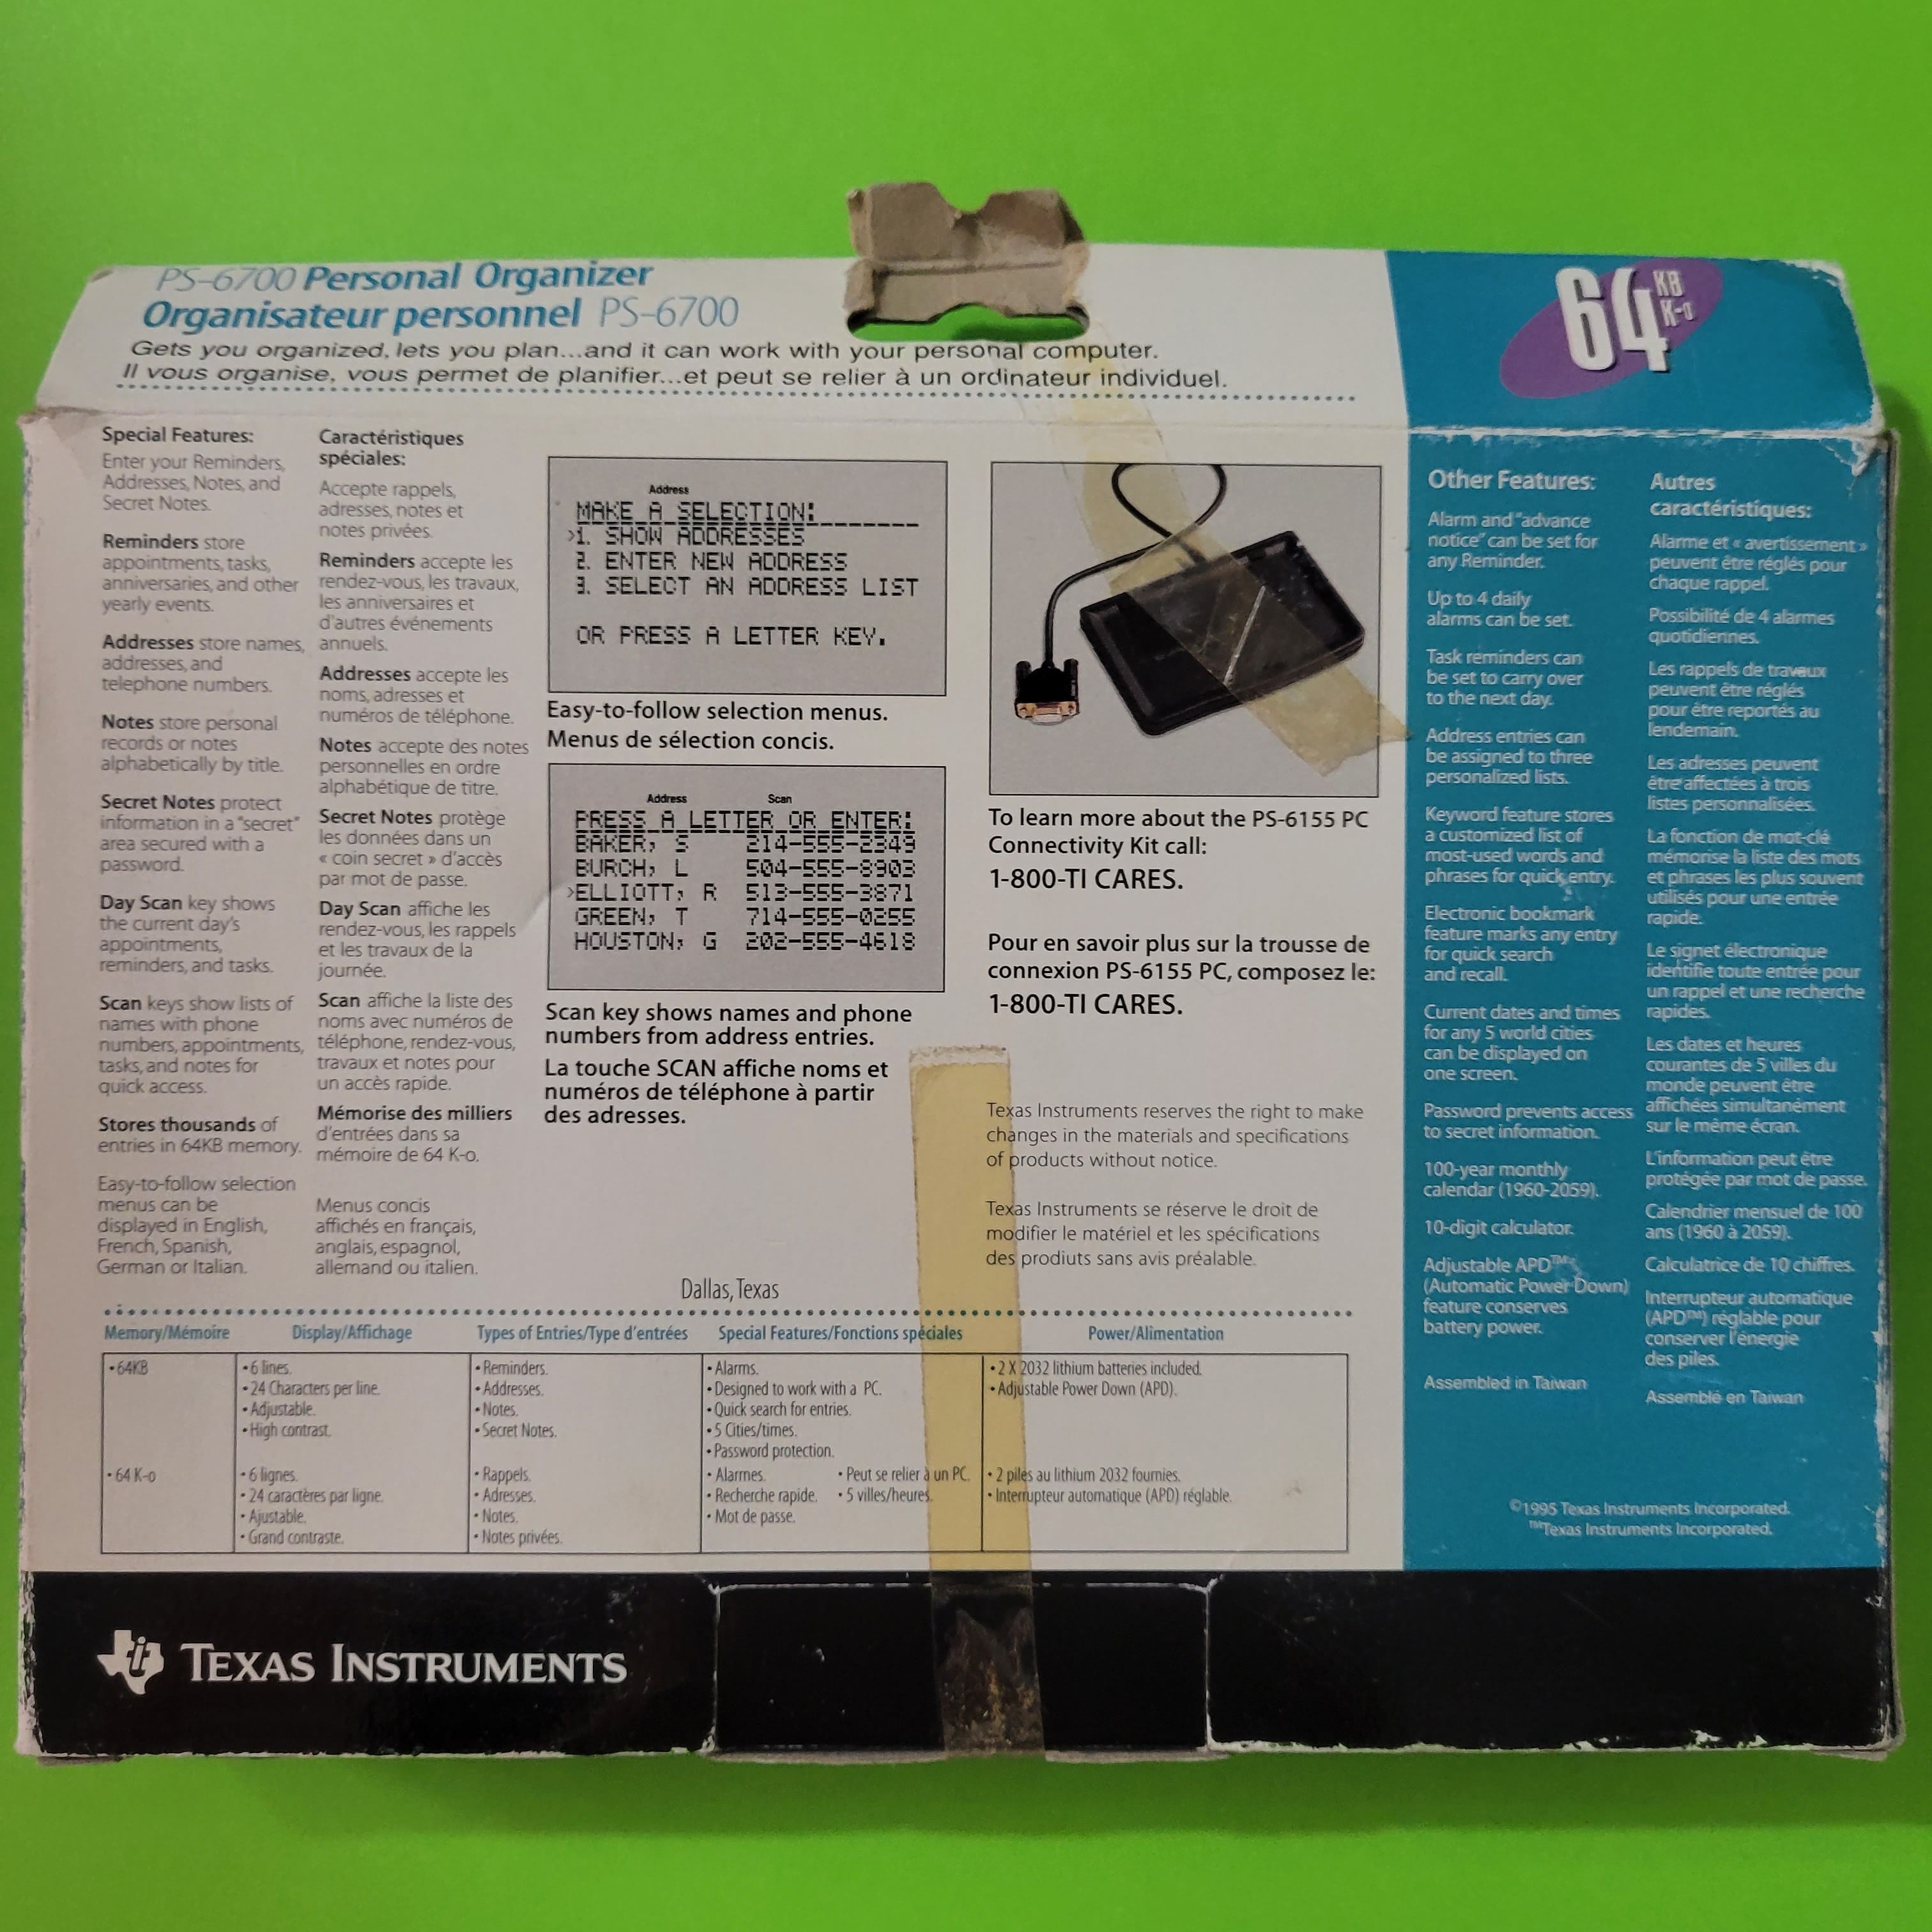 PS-6700 Personal Organizer
Organisateur personnel PS-6700
Gets you organized, lets you plan...and it can work with your personal computer.
Il vous organise, vous permet de planifier...et peut se relier à un ordinateur individuel.
64 KB
K-o
Special Features:
Enter your Reminders,
Addresses, Notes, and
Secret Notes.
Reminders store
appointments, tasks,
anniversaries, and other
yearly events.
Addresses store names,
addresses, and
telephone numbers.
Notes store personal
records or notes
alphabetically by title.
Secret Notes protect
information in a "secret"
area secured with a
password.
Day Scan key shows
the current day's
appointments,
reminders, and tasks.
Scan keys show lists of
names with phone
numbers, appointments,
tasks, and notes for
quick access.
Stores thousands of
entries in 64KB memory.
Easy-to-follow selection
menus can be
displayed in English,
French, Spanish,
German or Italian.
Caractéristiques
spéciales:
Accepte rappels,
adresses, notes et
notes privées.
Reminders accepte les
rendez-vous, les travaux,
les anniversaires et
d'autres événements
annuels.
Addresses accepte les
noms, adresses et
numéros de téléphone.
Notes accepte des notes
personnelles en ordre
alphabétique de titre.
Secret Notes protège
les données dans un
« coin secret » d'accès
par mot de passe.
Day Scan affiche les
rendez-vous, les rappels
et les travaux de la
journée.
Scan affiche la liste des
noms avec numéros de
téléphone, rendez-vous,
travaux et notes pour
un accès rapide.
Mémorise des milliers
d'entrées dans sa
mémoire de 64 K-o.
Menus concis
affichés en français,
anglais, espagnol,
allemand ou italien.
Address
MAKE A SELECTION:
>1. SHOW ADDRESSES
2. ENTER NEW ADDRESS
3. SELECT AN ADDRESS LIST
OR PRESS A LETTER KEY.
Easy-to-follow selection menus.
Menus de sélection concis.
Address Scan
PRESS A LETTER OR ENTER:
BAKER, S 214-555-2349
BURCH, L 504-555-8903
>ELLIOTT, R 513-555-3871
GREEN, T 714-555-0255
HOUSTON, G 202-555-4618
Scan key shows names and phone
numbers from address entries.
La touche SCAN affiche noms et
numéros de téléphone à partir
des adresses.
To learn more about the PS-6155 PC
Connectivity Kit call:
1-800-TI CARES.
Pour en savoir plus sur la trousse de
connexion PS-6155 PC, composez le:
1-800-TI CARES.
Texas Instruments reserves the right to make
changes in the materials and specifications
of products without notice.
Texas Instruments se réserve le droit de
modifier le matériel et les spécifications
des produits sans avis préalable.
Dallas, Texas
Other Features:
Alarm and "advance
notice" can be set for
any Reminder.
Up to 4 daily
alarms can be set.
Task reminders can
be set to carry over
to the next day.
Address entries can
be assigned to three
personalized lists.
Keyword feature stores
a customized list of
most-used words and
phrases for quick entry.
Electronic bookmark
feature marks any entry
for quick search
and recall.
Current dates and times
for any 5 world cities
can be displayed on
one screen.
Password prevents access
to secret information.
100-year monthly
calendar (1960-2059).
10-digit calculator.
Adjustable APD™
(Automatic Power Down)
feature conserves
battery power.
Assembled in Taiwan
Autres
caractéristiques:
Alarme et « avertissement »
peuvent être réglés pour
chaque rappel.
Possibilité de 4 alarmes
quotidiennes.
Les rappels de travaux
peuvent être réglés
pour être reportés au
lendemain.
Les adresses peuvent
être affectées à trois
listes personnalisées.
La fonction de mot-clé
mémorise la liste des mots
et phrases les plus souvent
utilisés pour une entrée
rapide.
Le signet électronique
identifie toute entrée pour
un rappel et une recherche
rapides.
Les dates et heures
courantes de 5 villes du
monde peuvent être
affichées simultanément
sur le même écran.
L'information peut être
protégée par mot de passe.
Calendrier mensuel de 100
ans (1960 à 2059).
Calculatrice de 10 chiffres.
Interrupteur automatique
(APD™) réglable pour
conserver l'énergie
des piles.
Assemblé en Taiwan
©1995 Texas Instruments Incorporated.
™Texas Instruments Incorporated.
Memory/Mémoire Display/Affichage Types of Entries/Type d'entrées Special Features/Fonctions spéciales Power/Alimentation
• 64KB • 6 lines. • Reminders. • Alarms. • 2 X 2032 lithium batteries included.
• 24 Characters per line. • Addresses. • Designed to work with a PC. • Adjustable Power Down (APD).
• Adjustable. • Notes. • Quick search for entries.
• High contrast. • Secret Notes. • 5 Cities/times.
• Password protection.
• 64 K-o • 6 lignes. • Rappels. • Alarmes. • Peut se relier à un PC. • 2 piles au lithium 2032 fournies.
• 24 caractères par ligne. • Adresses. • Recherche rapide. • 5 villes/heures. • Interrupteur automatique (APD) réglable.
• Ajustable. • Notes. • Mot de passe.
• Grand contraste. • Notes privées.
TEXAS INSTRUMENTS